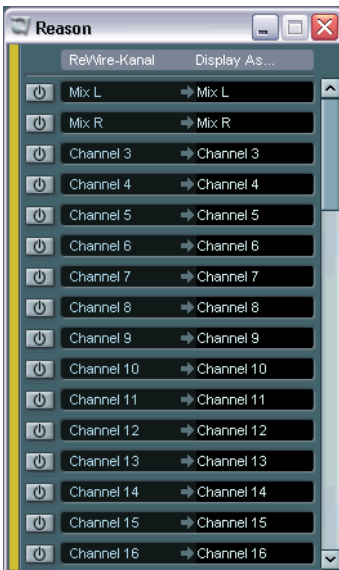 Reason
ReWire-Kanal Display As...
Mix L Mix L
Mix R Mix R
Channel 3 Channel 3
Channel 4 Channel 4
Channel 5 Channel 5
Channel 6 Channel 6
Channel 7 Channel 7
Channel 8 Channel 8
Channel 9 Channel 9
Channel 10 Channel 10
Channel 11 Channel 11
Channel 12 Channel 12
Channel 13 Channel 13
Channel 14 Channel 14
Channel 15 Channel 15
Channel 16 Channel 16